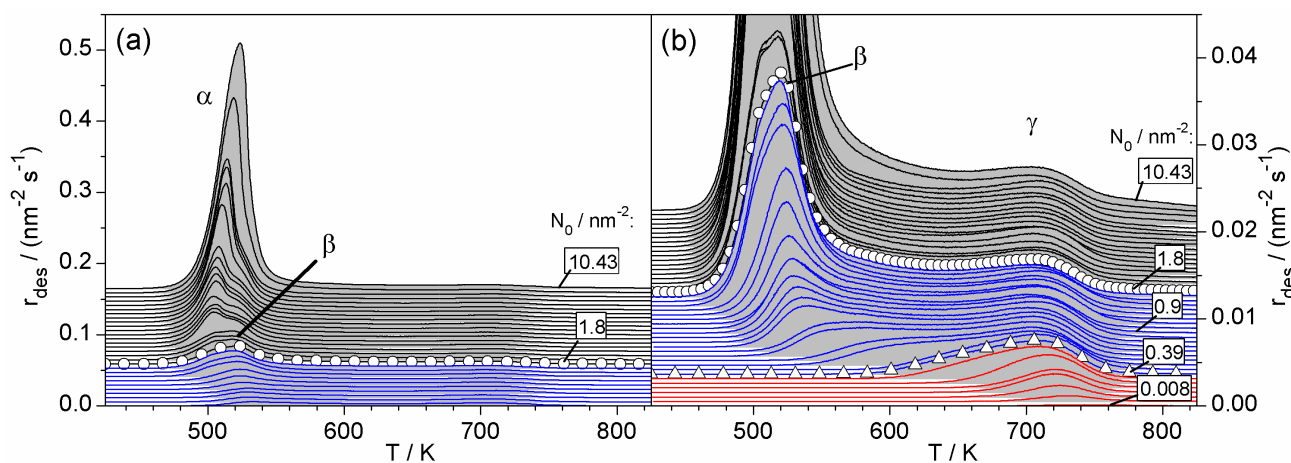 (a)
α
β
N₀ / nm⁻²:
10.43
1.8
r_des / (nm⁻² s⁻¹)
0.5
0.4
0.3
0.2
0.1
0.0
500 600 700 800
T / K
(b)
β
γ
N₀ / nm⁻²:
10.43
1.8
0.9
0.39
0.008
0.04
0.03
0.02
0.01
0.00
r_des / (nm⁻² s⁻¹)
500 600 700 800
T / K